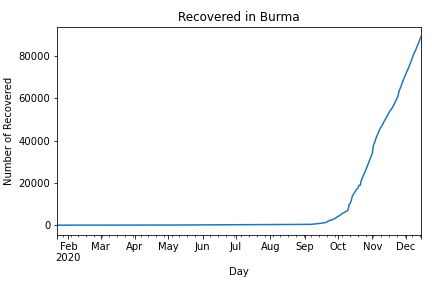 Recovered in Burma
Number of Recovered
80000
60000
40000
20000
0
Feb Mar Apr May Jun Jul Aug Sep Oct Nov Dec
2020
Day